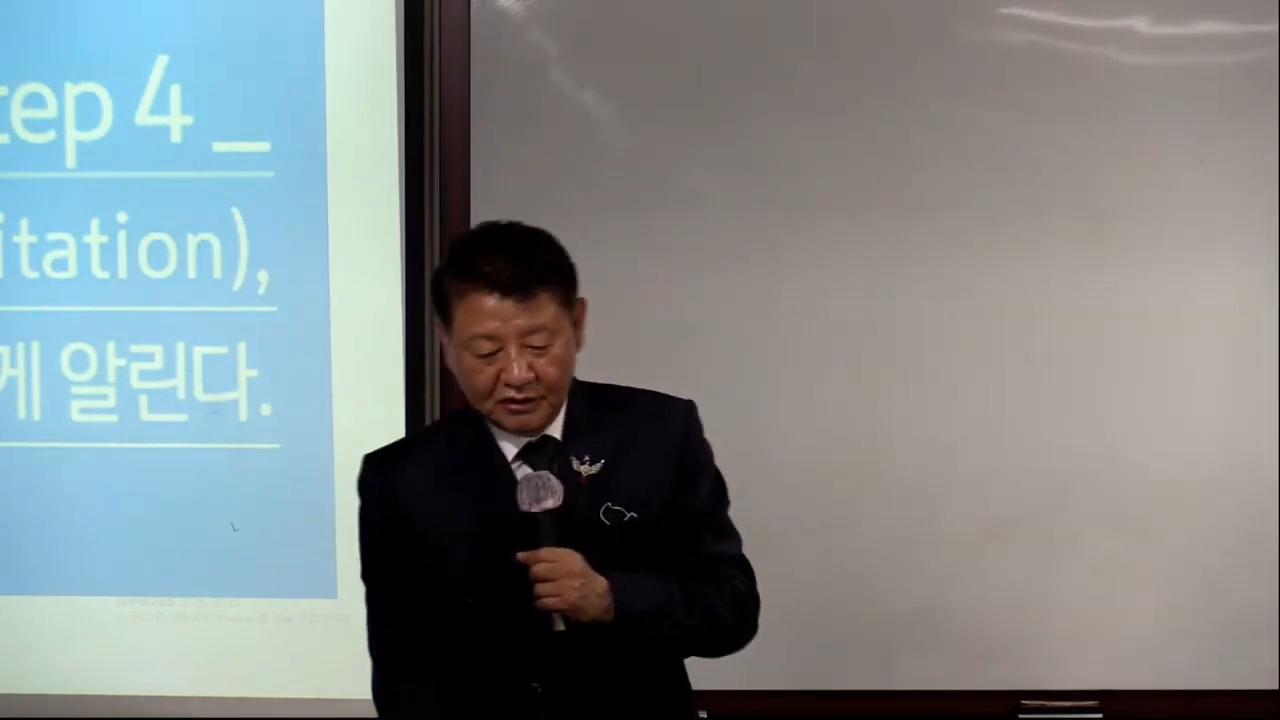 tep 4 _
itation),
게 알린다.